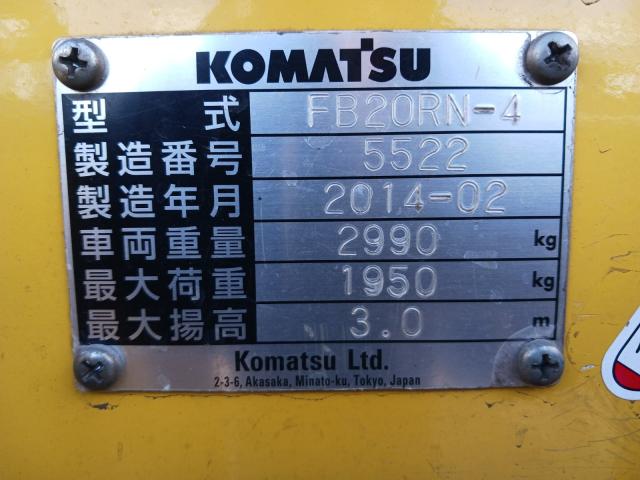 KOMATSU
型式 FB20RN-4
製造番号 5522
製造年月 2014-02
車両重量 2990 kg
最大荷重 1950 kg
最大揚高 3.0 m
Komatsu Ltd.
2-3-6, Akasaka, Minato-ku, Tokyo, Japan